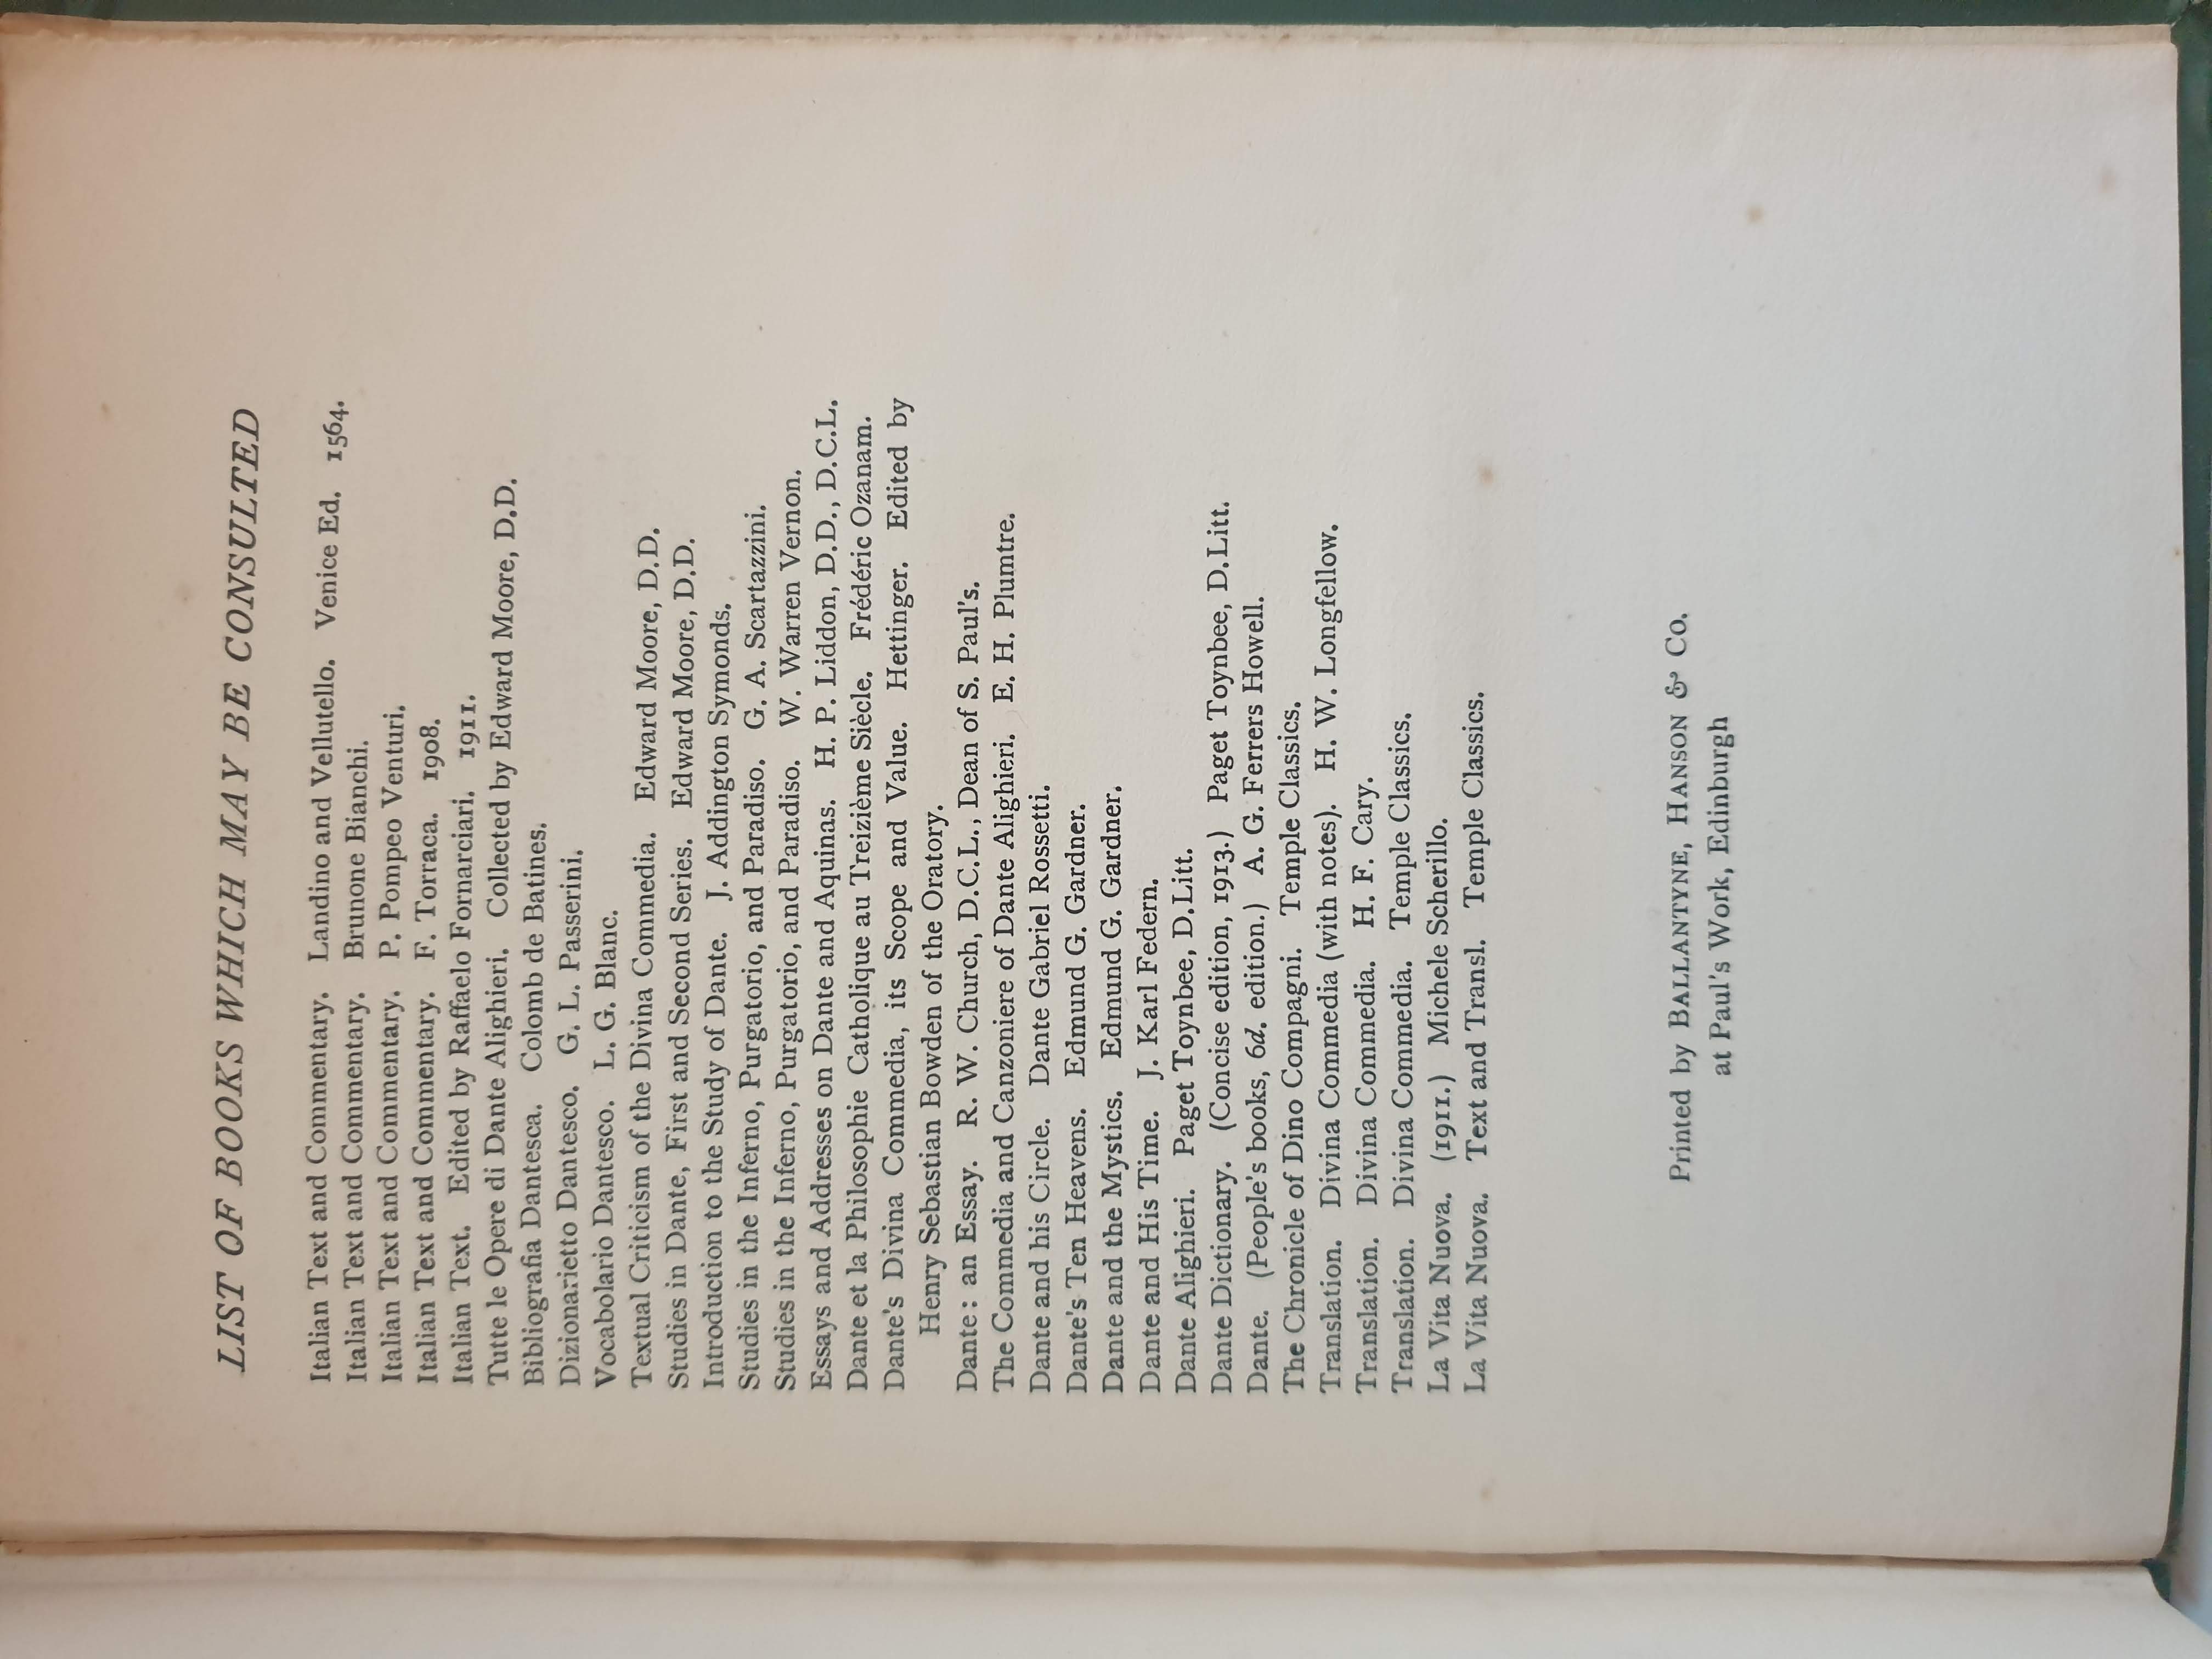 LIST OF BOOKS WHICH MAY BE CONSULTED
Italian Text and Commentary. Landino and Vellutello. Venice Ed. 1564.
Italian Text and Commentary. Brunone Bianchi.
Italian Text and Commentary. P. Pompeo Venturi.
Italian Text and Commentary. F. Torraca. 1908.
Italian Text. Edited by Raffaelo Fornarciari. 1911.
Tutte le Opere di Dante Alighieri. Collected by Edward Moore, D.D.
Bibliografia Dantesca. Colomb de Batines.
Dizionarietto Dantesco. G. L. Passerini.
Vocabolario Dantesco. L. G. Blanc.
Textual Criticism of the Divina Commedia. Edward Moore, D.D.
Studies in Dante, First and Second Series. Edward Moore, D.D.
Introduction to the Study of Dante. J. Addington Symonds.
Studies in the Inferno, Purgatorio, and Paradiso. G. A. Scartazzini.
Studies in the Inferno, Purgatorio, and Paradiso. W. Warren Vernon.
Essays and Addresses on Dante and Aquinas. H. P. Liddon, D.D., D.C.L.
Dante et la Philosophie Catholique au Treizième Siècle. Frédéric Ozanam.
Dante's Divina Commedia, its Scope and Value. Hettinger. Edited by
Henry Sebastian Bowden of the Oratory.
Dante: an Essay. R. W. Church, D.C.L., Dean of S. Paul's.
The Commedia and Canzoniere of Dante Alighieri. E. H. Plumtre.
Dante and his Circle. Dante Gabriel Rossetti.
Dante's Ten Heavens. Edmund G. Gardner.
Dante and the Mystics. Edmund G. Gardner.
Dante and His Time. J. Karl Federn.
Dante Alighieri. Paget Toynbee, D.Litt.
Dante Dictionary. (Concise edition, 1913.) Paget Toynbee, D.Litt.
Dante. (People's books, 6d. edition.) A. G. Ferrers Howell.
The Chronicle of Dino Compagni. Temple Classics.
Translation. Divina Commedia (with notes). H. W. Longfellow.
Translation. Divina Commedia. H. F. Cary.
Translation. Divina Commedia. Temple Classics.
La Vita Nuova. (1911.) Michele Scherillo.
La Vita Nuova. Text and Transl. Temple Classics.
Printed by BALLANTYNE, HANSON & Co.
at Paul's Work, Edinburgh